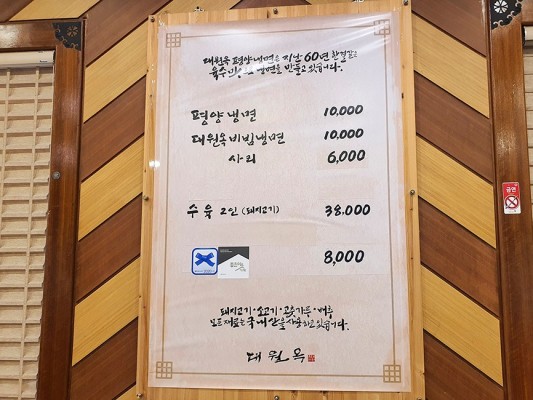 대원옥 평양냉면은 지난 60년 한결같은
육수 냉면을 만들고 있습니다.
평양냉면 10,000
대원옥비빔냉면 10,000
사리 6,000
수육 2인 (돼지고기) 38,000
8,000
돼지고기·소고기·고춧가루·배추
모든재료는 국내산을 사용하고 있습니다.
대원옥
금연